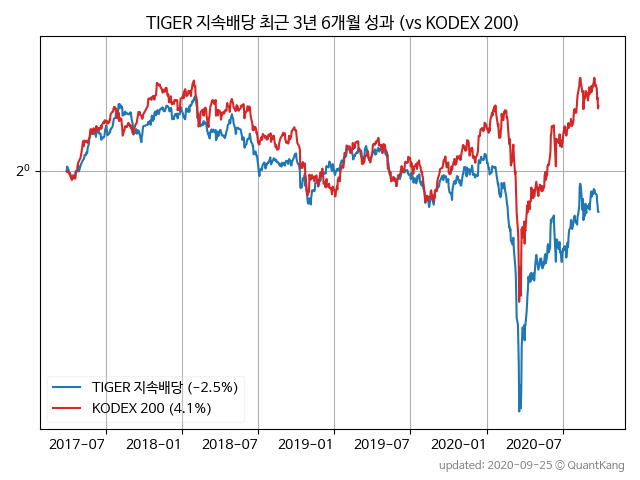 TIGER 지속배당 최근 3년 6개월 성과 (vs KODEX 200)
2⁰
TIGER 지속배당 (−2.5%)
KODEX 200 (4.1%)
2017-07 2018-01 2018-07 2019-01 2019-07 2020-01 2020-07
updated: 2020-09-25 © QuantKang